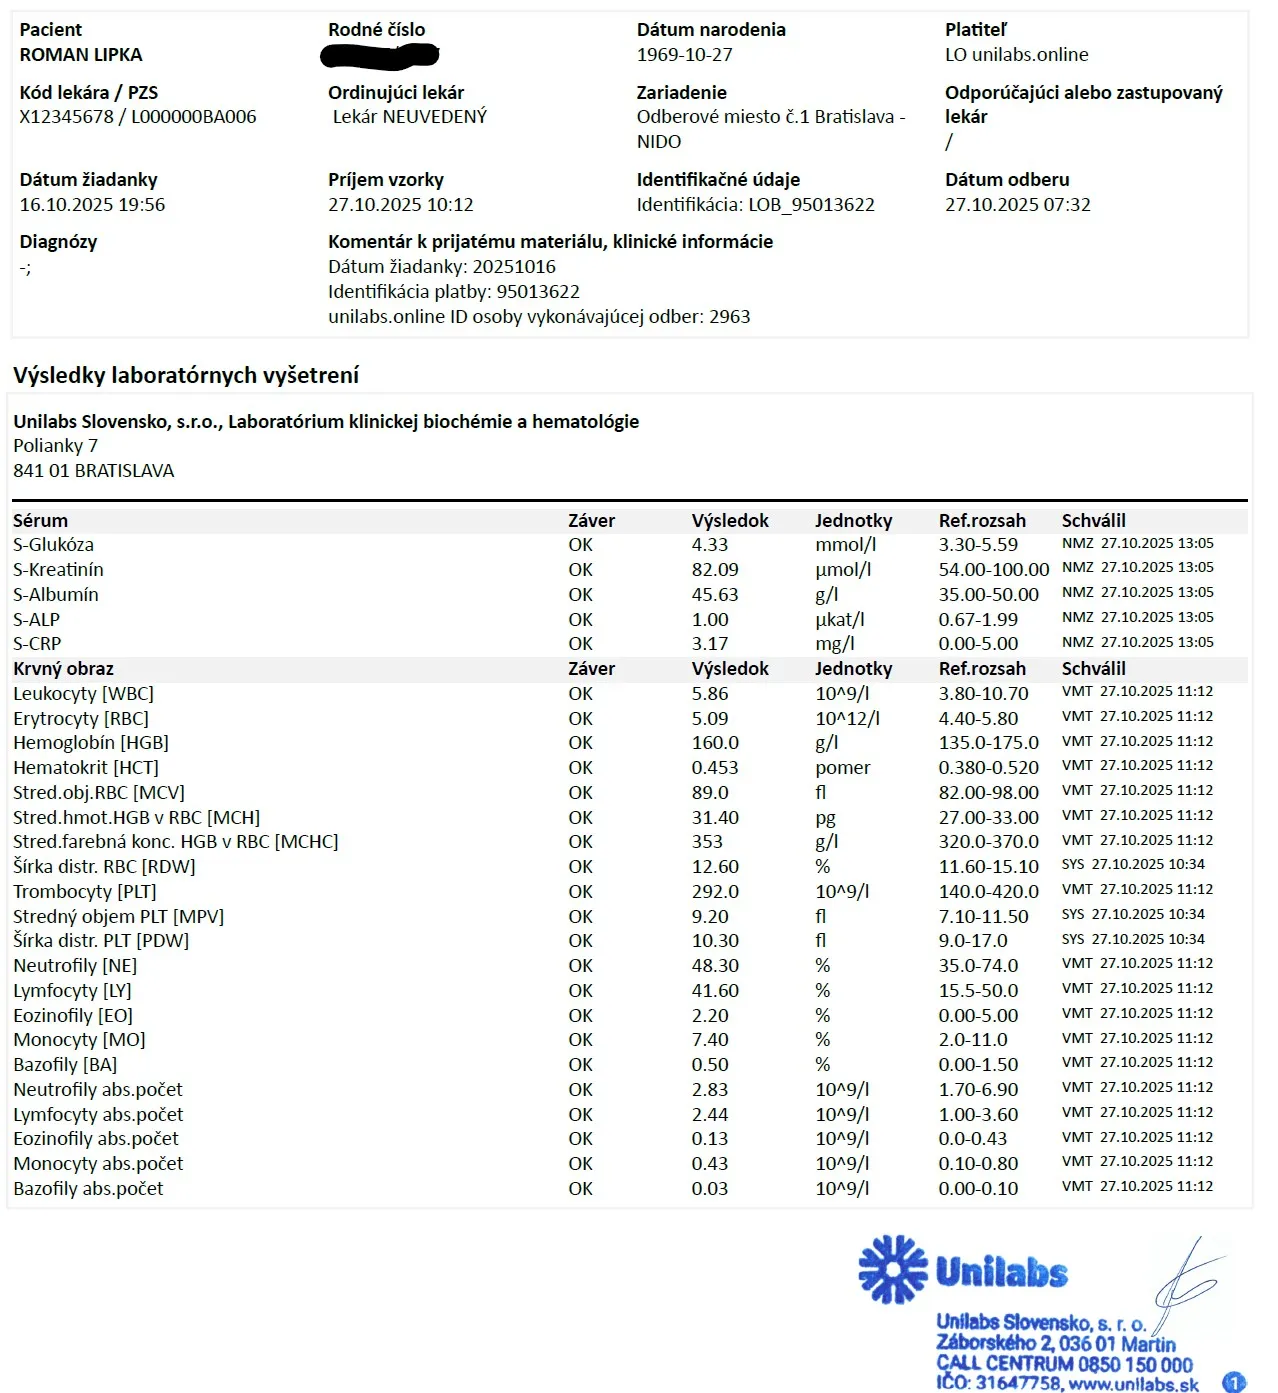 Pacient Rodné číslo Dátum narodenia Platiteľ
ROMAN LIPKA 1969-10-27 LO unilabs.online
Kód lekára / PZS Ordinujúci lekár Zariadenie Odporúčajúci alebo zastupovaný
X12345678 / L000000BA006 Lekár NEUVEDENÝ Odberové miesto č.1 Bratislava - lekár
NIDO /
Dátum žiadanky Príjem vzorky Identifikačné údaje Dátum odberu
16.10.2025 19:56 27.10.2025 10:12 Identifikácia: LOB_95013622 27.10.2025 07:32
Diagnózy Komentár k prijatému materiálu, klinické informácie
-; Dátum žiadanky: 20251016
Identifikácia platby: 95013622
unilabs.online ID osoby vykonávajúcej odber: 2963
Výsledky laboratórnych vyšetrení
Unilabs Slovensko, s.r.o., Laboratórium klinickej biochémie a hematológie
Polianky 7
841 01 BRATISLAVA
Sérum Záver Výsledok Jednotky Ref.rozsah Schválil
S-Glukóza OK 4.33 mmol/l 3.30-5.59 NMZ 27.10.2025 13:05
S-Kreatinín OK 82.09 µmol/l 54.00-100.00 NMZ 27.10.2025 13:05
S-Albumín OK 45.63 g/l 35.00-50.00 NMZ 27.10.2025 13:05
S-ALP OK 1.00 µkat/l 0.67-1.99 NMZ 27.10.2025 13:05
S-CRP OK 3.17 mg/l 0.00-5.00 NMZ 27.10.2025 13:05
Krvný obraz Záver Výsledok Jednotky Ref.rozsah Schválil
Leukocyty [WBC] OK 5.86 10^9/l 3.80-10.70 VMT 27.10.2025 11:12
Erytrocyty [RBC] OK 5.09 10^12/l 4.40-5.80 VMT 27.10.2025 11:12
Hemoglobín [HGB] OK 160.0 g/l 135.0-175.0 VMT 27.10.2025 11:12
Hematokrit [HCT] OK 0.453 pomer 0.380-0.520 VMT 27.10.2025 11:12
Stred.obj.RBC [MCV] OK 89.0 fl 82.00-98.00 VMT 27.10.2025 11:12
Stred.hmot.HGB v RBC [MCH] OK 31.40 pg 27.00-33.00 VMT 27.10.2025 11:12
Stred.farebná konc. HGB v RBC [MCHC] OK 353 g/l 320.0-370.0 VMT 27.10.2025 11:12
Šírka distr. RBC [RDW] OK 12.60 % 11.60-15.10 SYS 27.10.2025 10:34
Trombocyty [PLT] OK 292.0 10^9/l 140.0-420.0 VMT 27.10.2025 11:12
Stredný objem PLT [MPV] OK 9.20 fl 7.10-11.50 SYS 27.10.2025 10:34
Šírka distr. PLT [PDW] OK 10.30 fl 9.0-17.0 SYS 27.10.2025 10:34
Neutrofily [NE] OK 48.30 % 35.0-74.0 VMT 27.10.2025 11:12
Lymfocyty [LY] OK 41.60 % 15.5-50.0 VMT 27.10.2025 11:12
Eozinofily [EO] OK 2.20 % 0.00-5.00 VMT 27.10.2025 11:12
Monocyty [MO] OK 7.40 % 2.0-11.0 VMT 27.10.2025 11:12
Bazofily [BA] OK 0.50 % 0.00-1.50 VMT 27.10.2025 11:12
Neutrofily abs.počet OK 2.83 10^9/l 1.70-6.90 VMT 27.10.2025 11:12
Lymfocyty abs.počet OK 2.44 10^9/l 1.00-3.60 VMT 27.10.2025 11:12
Eozinofily abs.počet OK 0.13 10^9/l 0.0-0.43 VMT 27.10.2025 11:12
Monocyty abs.počet OK 0.43 10^9/l 0.10-0.80 VMT 27.10.2025 11:12
Bazofily abs.počet OK 0.03 10^9/l 0.00-0.10 VMT 27.10.2025 11:12
Unilabs
Unilabs Slovensko, s. r. o.
Záborského 2, 036 01 Martin
CALL CENTRUM 0850 150 000
IČO: 31647758, www.unilabs.sk
1